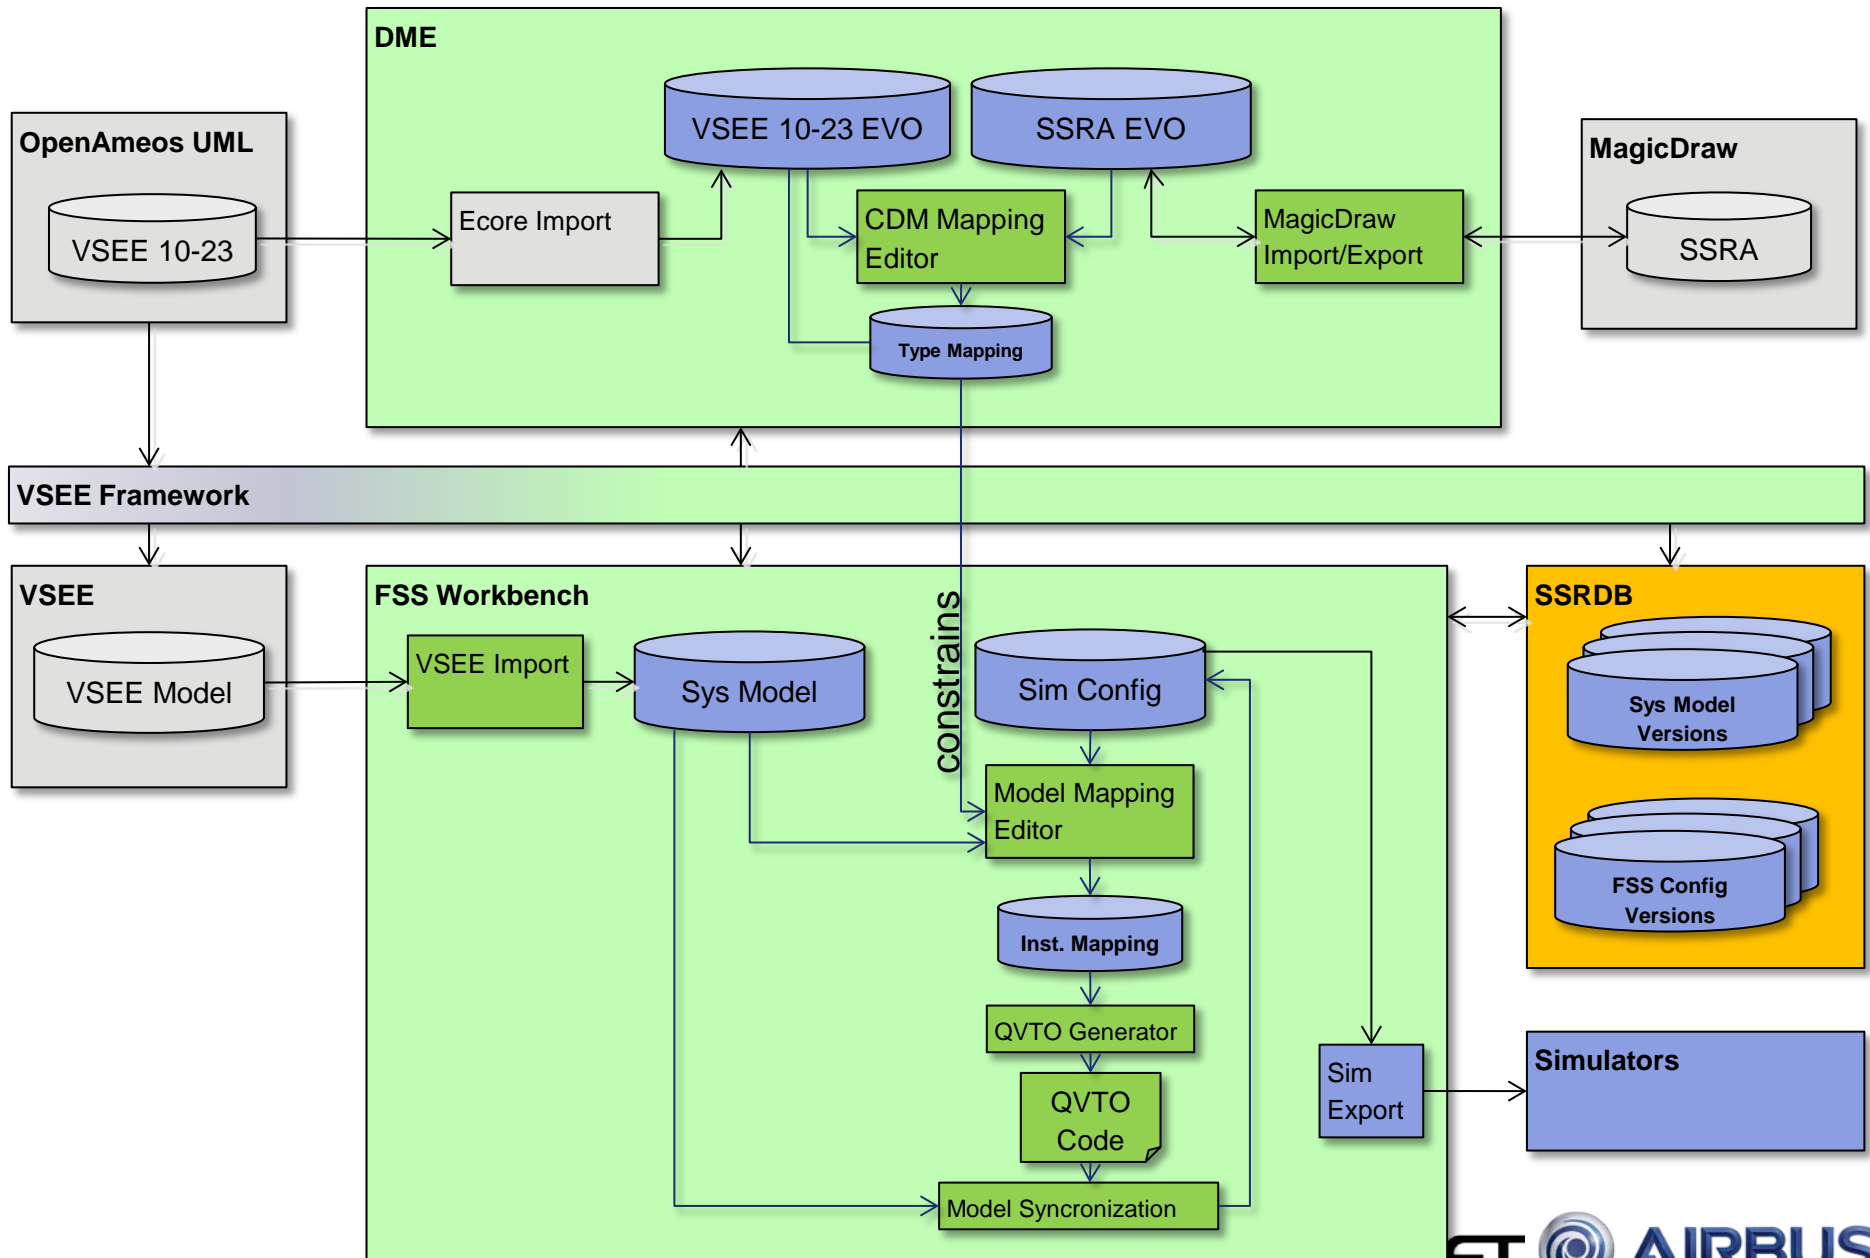 DME
VSEE 10-23 EVO
SSRA EVO
OpenAmeos UML
VSEE 10-23
Ecore Import
CDM Mapping
Editor
MagicDraw
Import/Export
MagicDraw
SSRA
Type Mapping
VSEE Framework
VSEE
VSEE Model
FSS Workbench
VSEE Import
Sys Model
constrains
Sim Config
Model Mapping
Editor
Inst. Mapping
QVTO Generator
QVTO
Code
Model Syncronization
Sim
Export
SSRDB
Sys Model
Versions
FSS Config
Versions
Simulators
AIRBUS